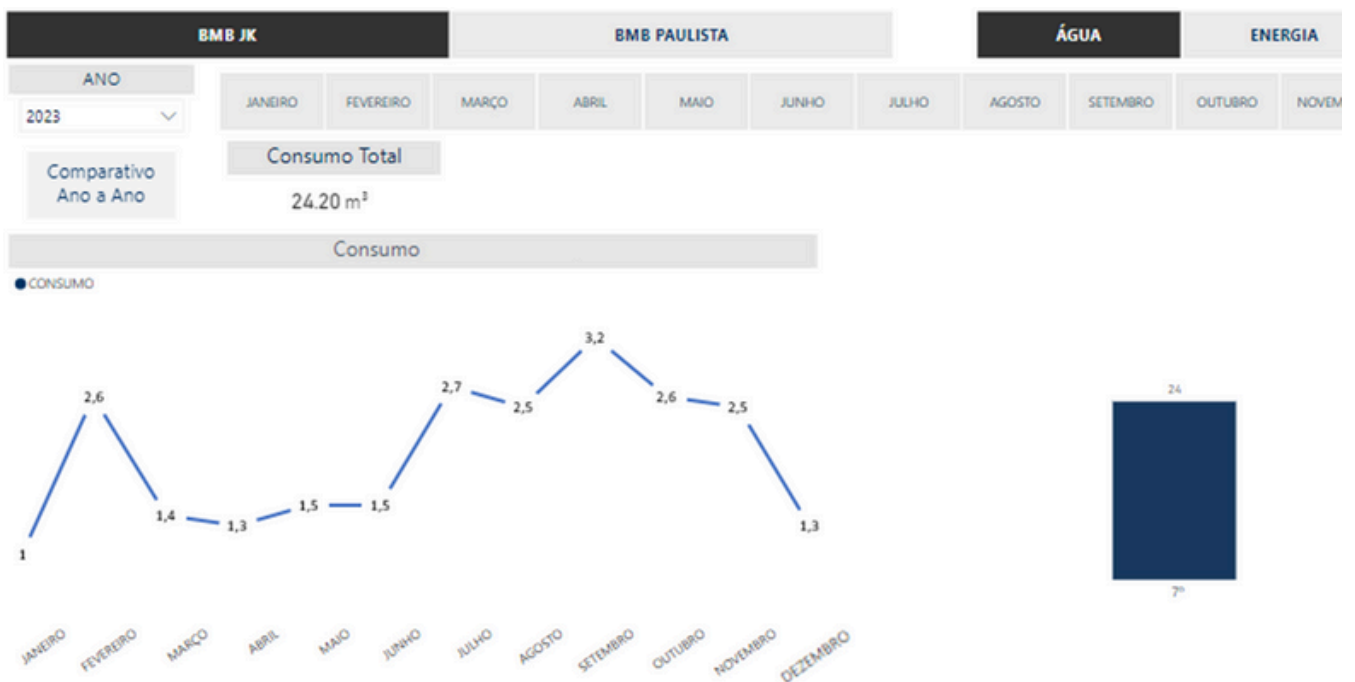 BMB JK BMB PAULISTA ÁGUA ENERGIA
ANO
2023
JANEIRO FEVEREIRO MARÇO ABRIL MAIO JUNHO JULHO AGOSTO SETEMBRO OUTUBRO NOVEM
Comparativo
Ano a Ano
Consumo Total
24.20 m³
Consumo
CONSUMO
1
2,6
1,4
1,3
1,5
1,5
2,7
2,5
3,2
2,6
2,5
1,3
JANEIRO FEVEREIRO MARÇO ABRIL MAIO JUNHO JULHO AGOSTO SETEMBRO OUTUBRO NOVEMBRO DEZEMBRO
24
7º